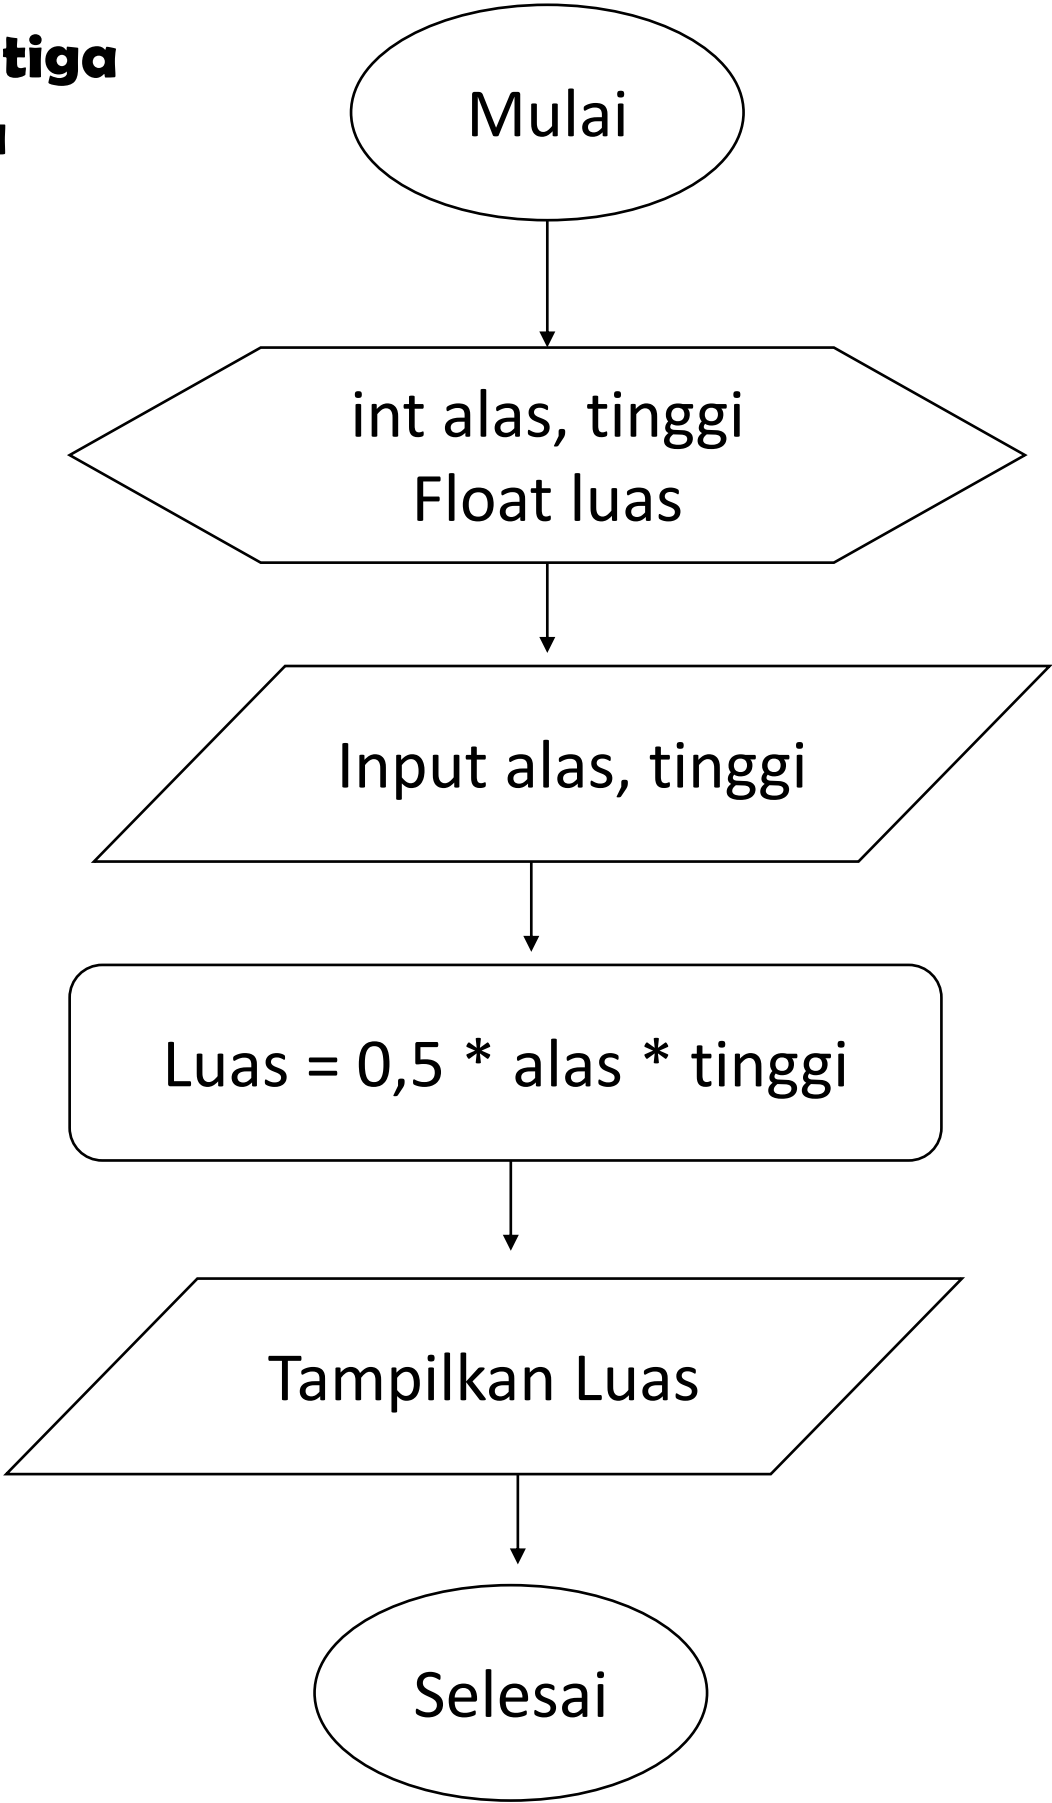 tiga
Mulai
int alas, tinggi
Float luas
Input alas, tinggi
Luas = 0,5 * alas * tinggi
Tampilkan Luas
Selesai